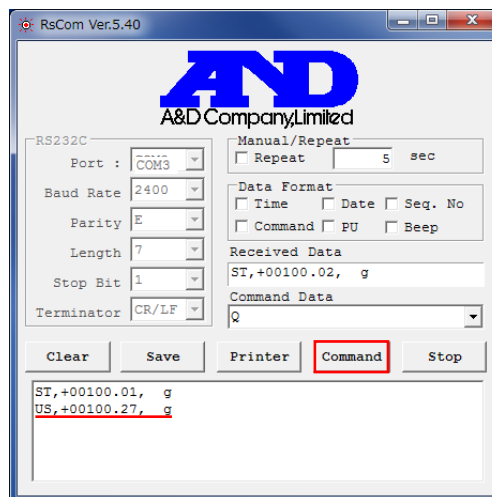 RsCom Ver.5.40
A&D
A&D Company,Limited
RS232C
Port : COM3
Baud Rate 2400
Parity E
Length 7
Stop Bit 1
Terminator CR/LF
Manual/Repeat
Repeat 5 sec
Data Format
Time Date Seq. No
Command PU Beep
Received Data
ST,+00100.02,  g
Command Data
Q
Clear Save Printer Command Stop
ST,+00100.01,  g
US,+00100.27,  g